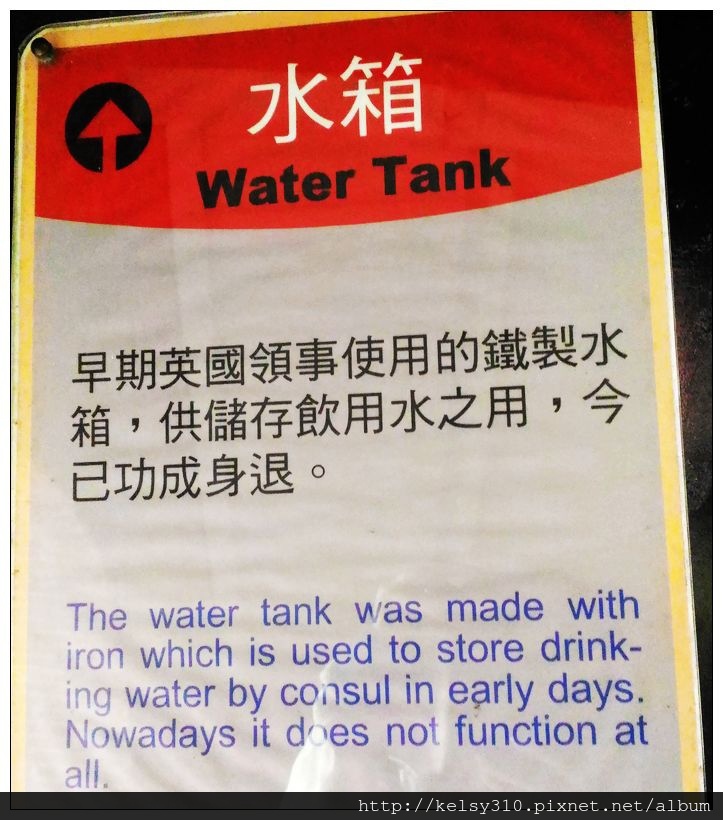 水箱
Water Tank
早期英國領事使用的鐵製水
箱，供儲存飲用水之用，今
已功成身退。
The water tank was made with
iron which is used to store drink-
ing water by consul in early days.
Nowadays it does not function at
all.
http://kelsy310.pixnet.net/album